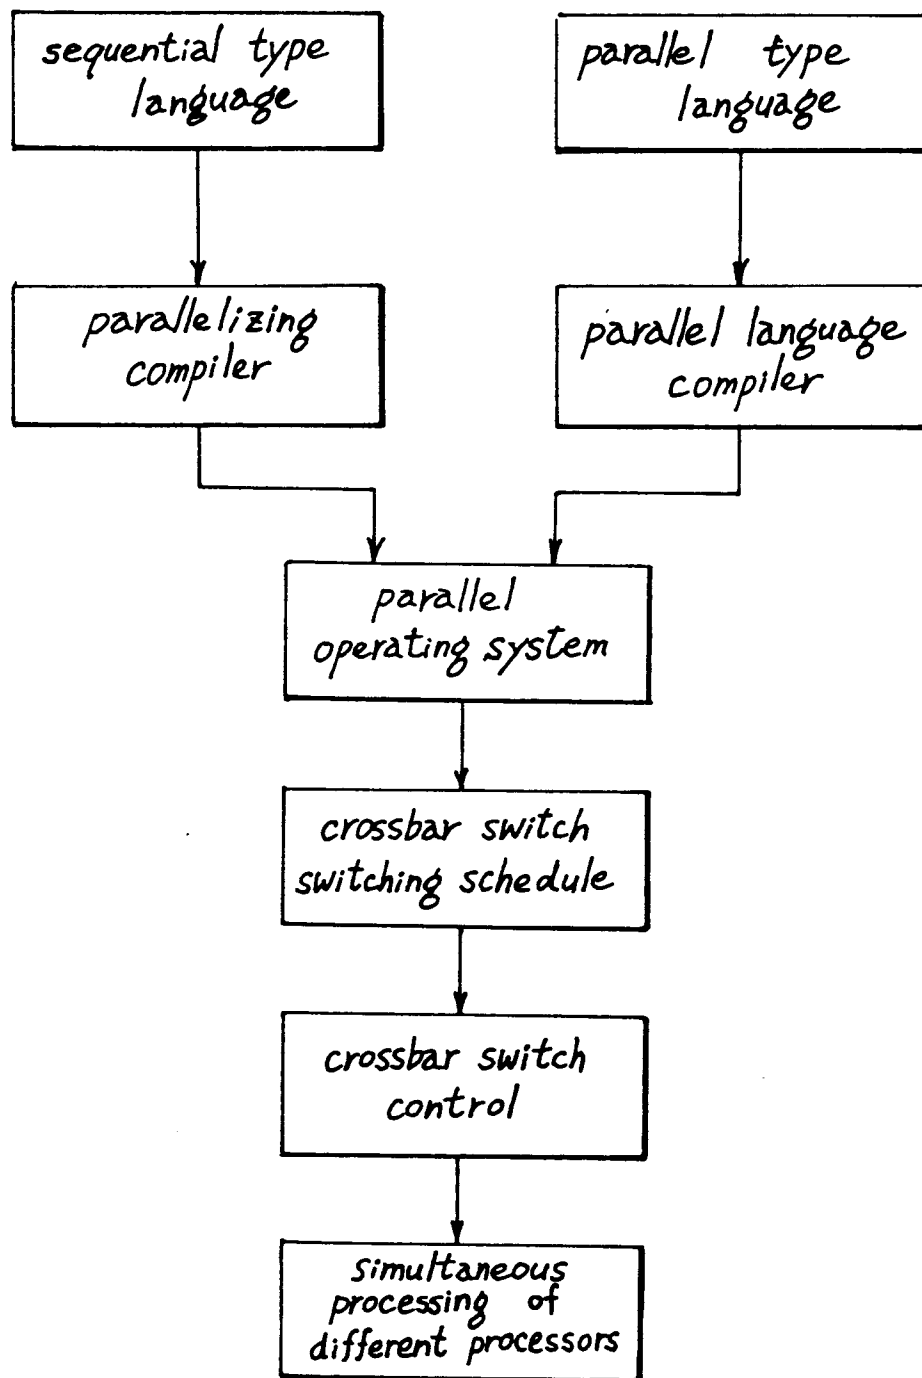 sequential type
language
parallel type
language
parallelizing
compiler
parallel language
compiler
parallel
operating system
crossbar switch
switching schedule
crossbar switch
control
simultaneous
processing of
different processors